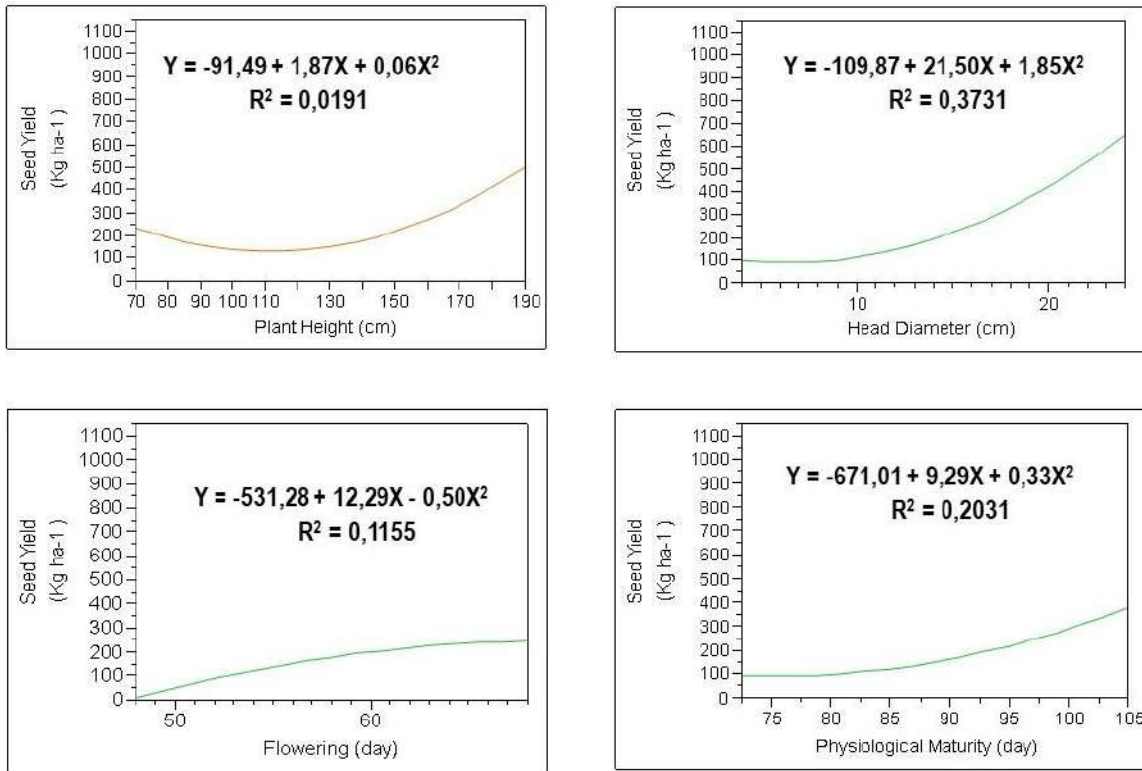 1100
1000
900
800
700
600
500
400
300
200
100
0
Seed Yield
(Kg ha-1 )
Y = -91,49 + 1,87X + 0,06X²
R² = 0,0191
70 80 90 100 110 130 150 170 190
Plant Height (cm)
1100
1000
900
800
700
600
500
400
300
200
100
0
Seed Yield
(Kg ha-1 )
Y = -109,87 + 21,50X + 1,85X²
R² = 0,3731
10 20
Head Diameter (cm)
1100
1000
900
800
700
600
500
400
300
200
100
0
Seed Yield
(Kg ha-1 )
Y = -531,28 + 12,29X - 0,50X²
R² = 0,1155
50 60
Flowering (day)
1100
1000
900
800
700
600
500
400
300
200
100
0
Seed Yield
(Kg ha-1 )
Y = -671,01 + 9,29X + 0,33X²
R² = 0,2031
75 80 85 90 95 100 105
Physiological Maturity (day)